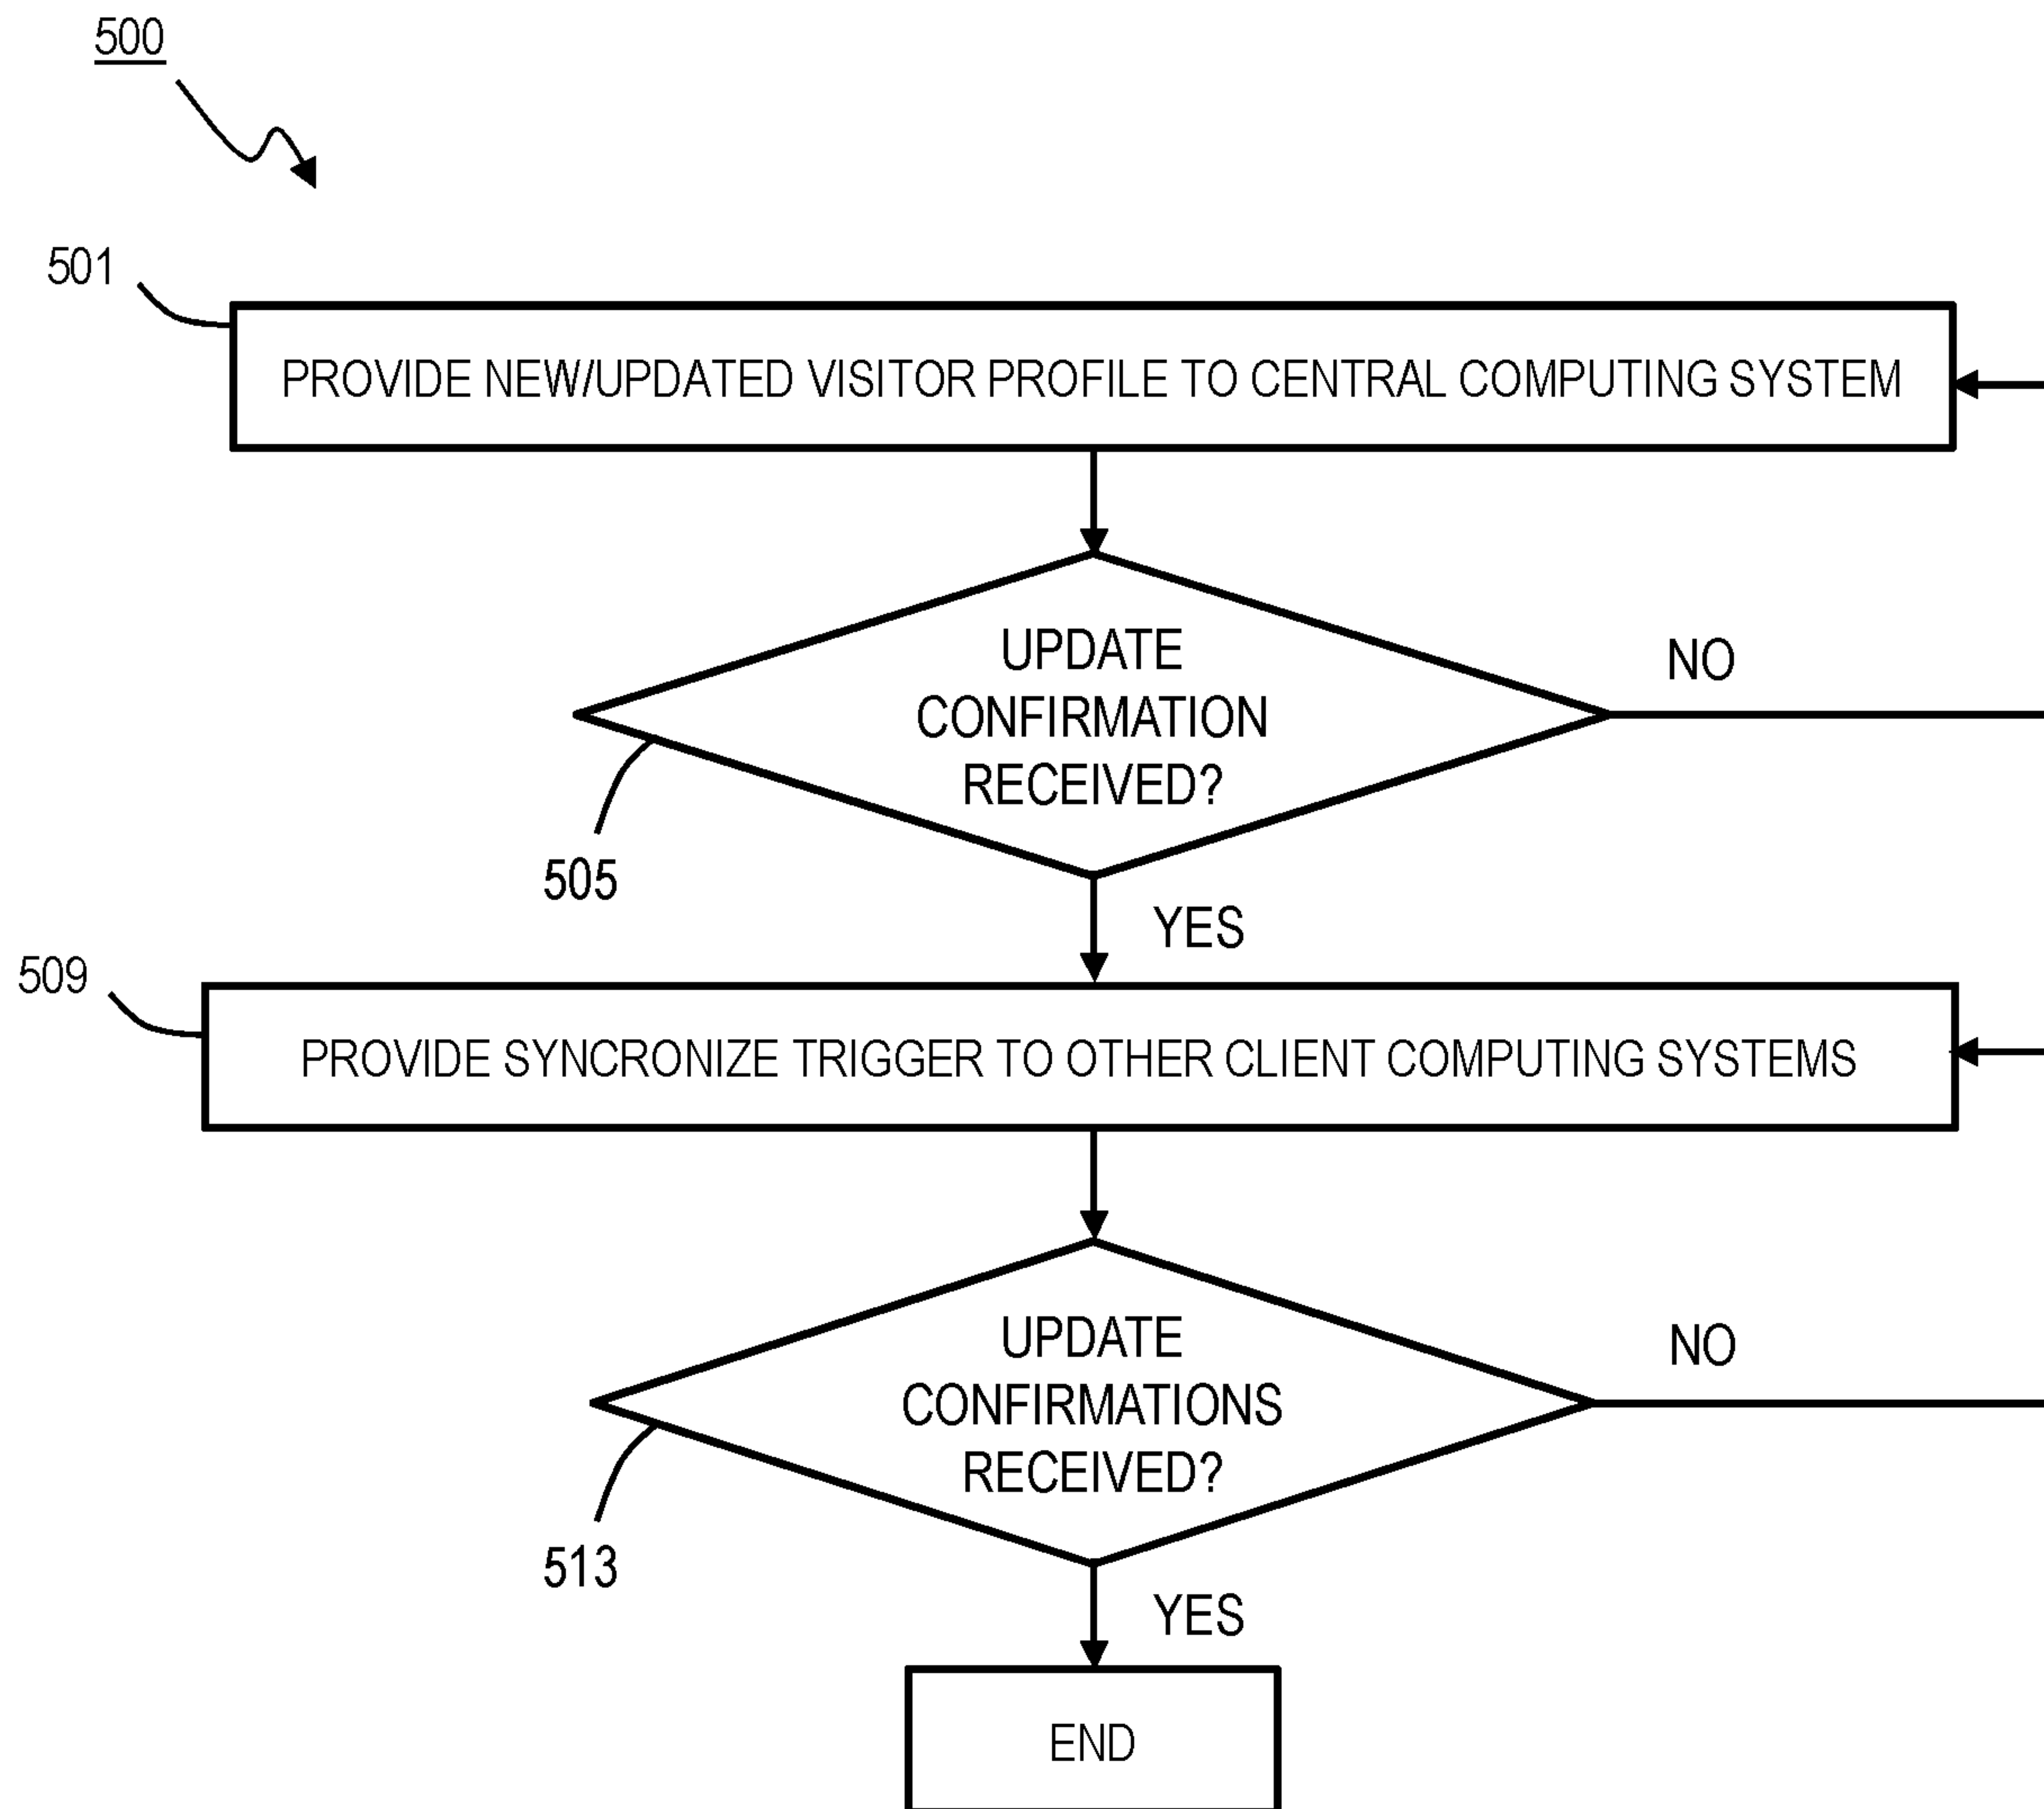 500
501
PROVIDE NEW/UPDATED VISITOR PROFILE TO CENTRAL COMPUTING SYSTEM
UPDATE
CONFIRMATION
RECEIVED?
NO
505
YES
509
PROVIDE SYNCRONIZE TRIGGER TO OTHER CLIENT COMPUTING SYSTEMS
UPDATE
CONFIRMATIONS
RECEIVED?
NO
513
YES
END